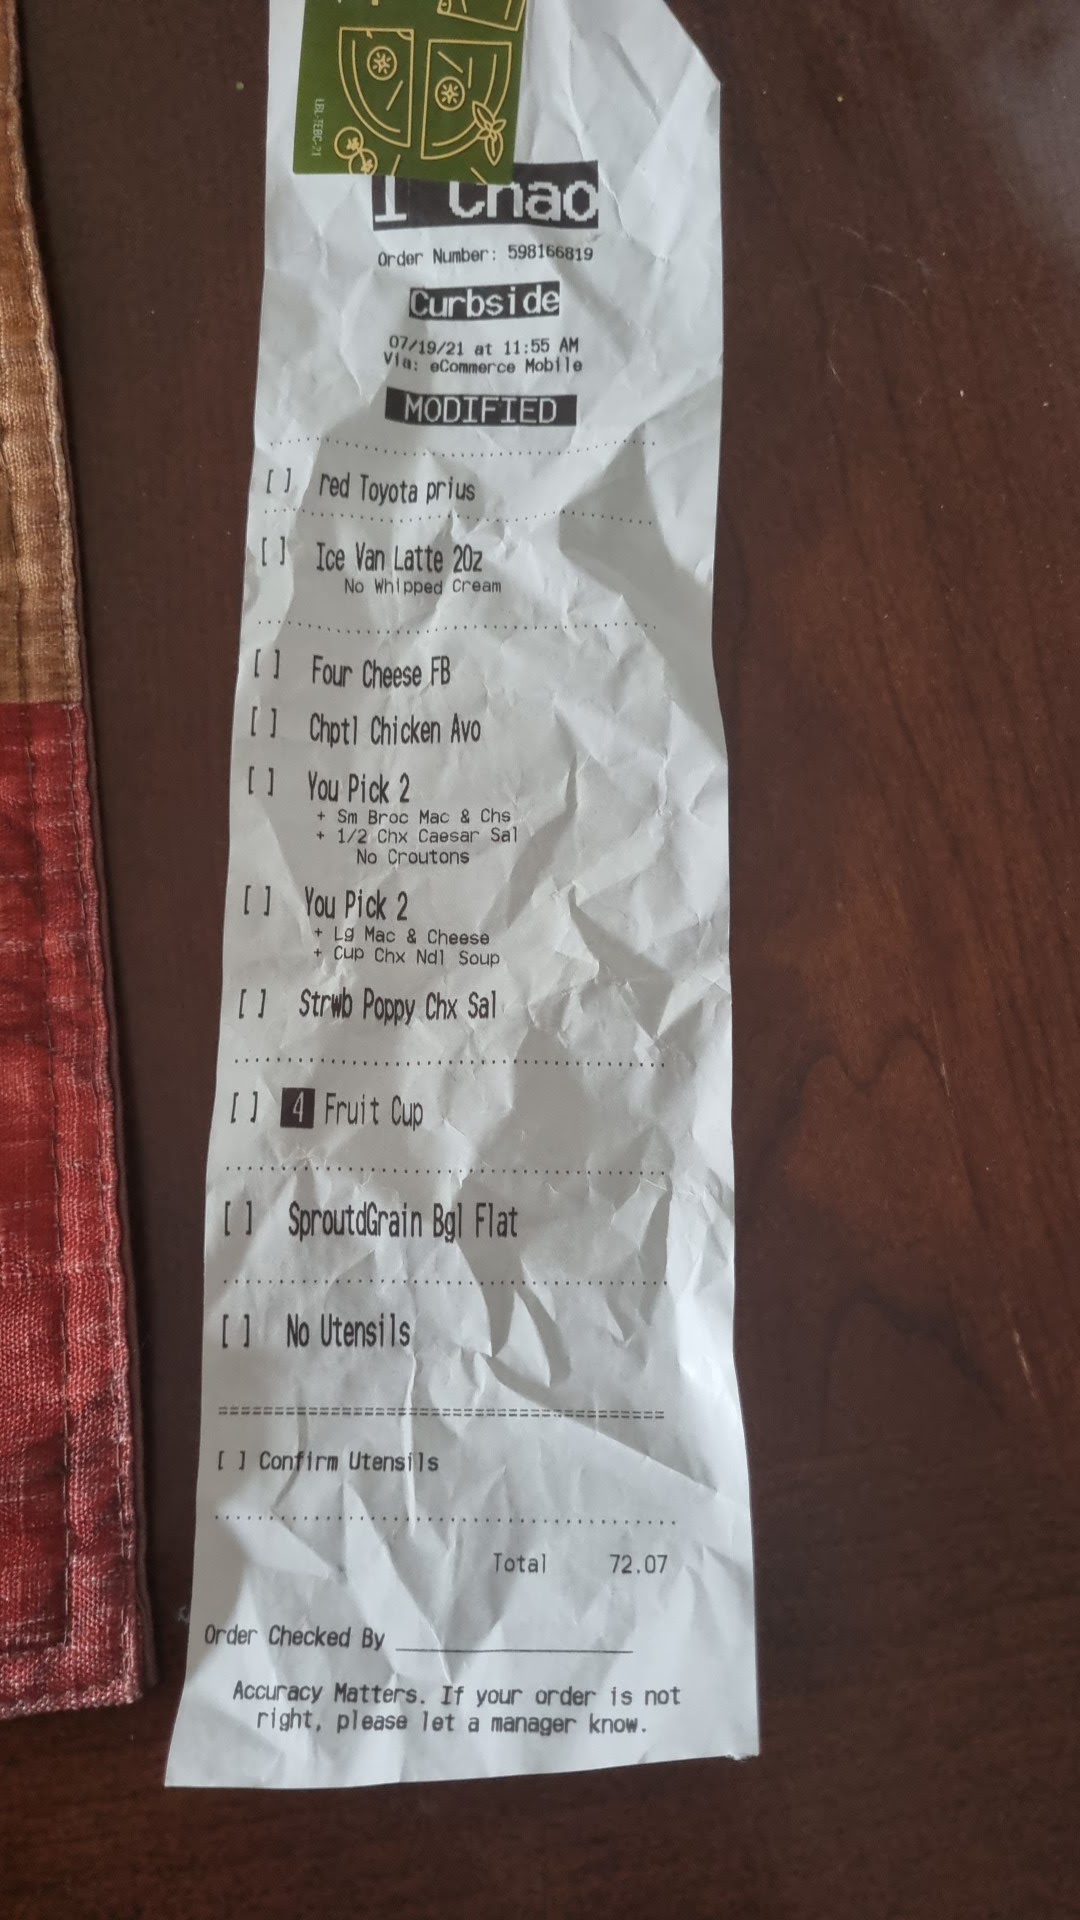 LBL-TEBC-21
I Chao
Order Number: 598166819
Curbside
07/19/21 at 11:55 AM
Via: eCommerce Mobile
MODIFIED
[ ] red Toyota prius
[ ] Ice Van Latte 20z
No Whipped Cream
[ ] Four Cheese FB
[ ] Chptl Chicken Avo
[ ] You Pick 2
+ Sm Broc Mac & Chs
+ 1/2 Chx Caesar Sal
No Croutons
[ ] You Pick 2
+ Lg Mac & Cheese
+ Cup Chx Ndl Soup
[ ] Strwb Poppy Chx Sal
[ ] 4 Fruit Cup
[ ] SproutdGrain Bgl Flat
[ ] No Utensils
[ ] Confirm Utensils
Total 72.07
Order Checked By
Accuracy Matters. If your order is not
right, please let a manager know.